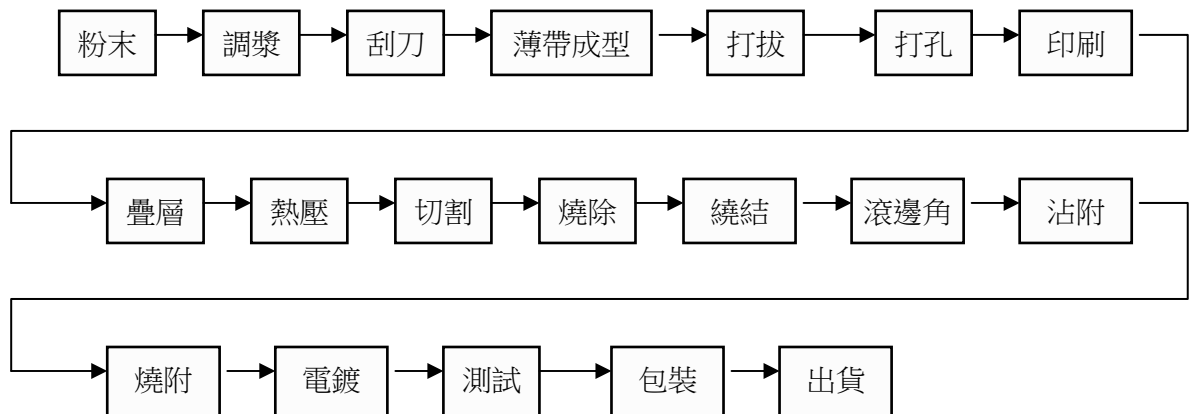 粉末 調漿 刮刀 薄帶成型 打拔 打孔 印刷
疊層 熱壓 切割 燒除 繞結 滾邊角 沾附
燒附 電鍍 測試 包裝 出貨